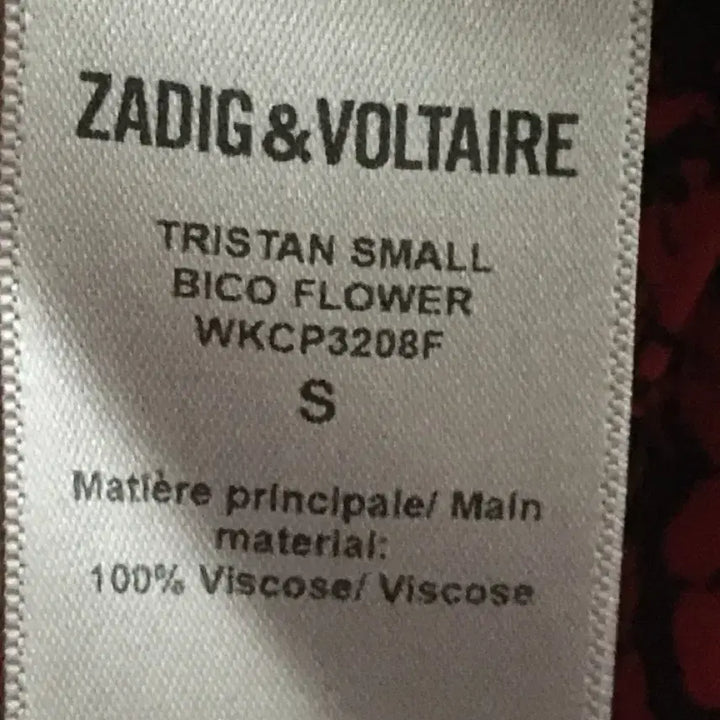 ZADIG&VOLTAIRE
TRISTAN SMALL
BICO FLOWER
WKCP3208F
S
Matière principale/ Main
material:
100% Viscose/ Viscose